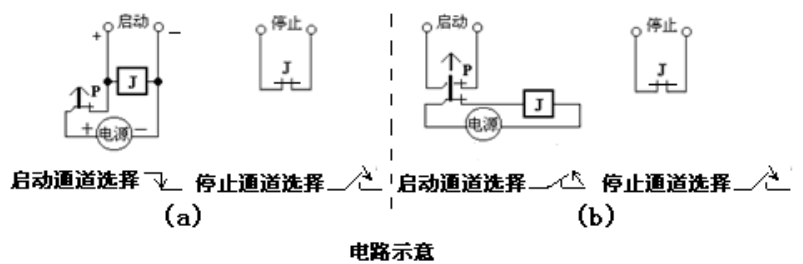 启动 停止 启动 停止
+ −
J J P J
P J
+ 电源 − 电源
启动通道选择 停止通道选择 启动通道选择 停止通道选择
(a) (b)
电路示意